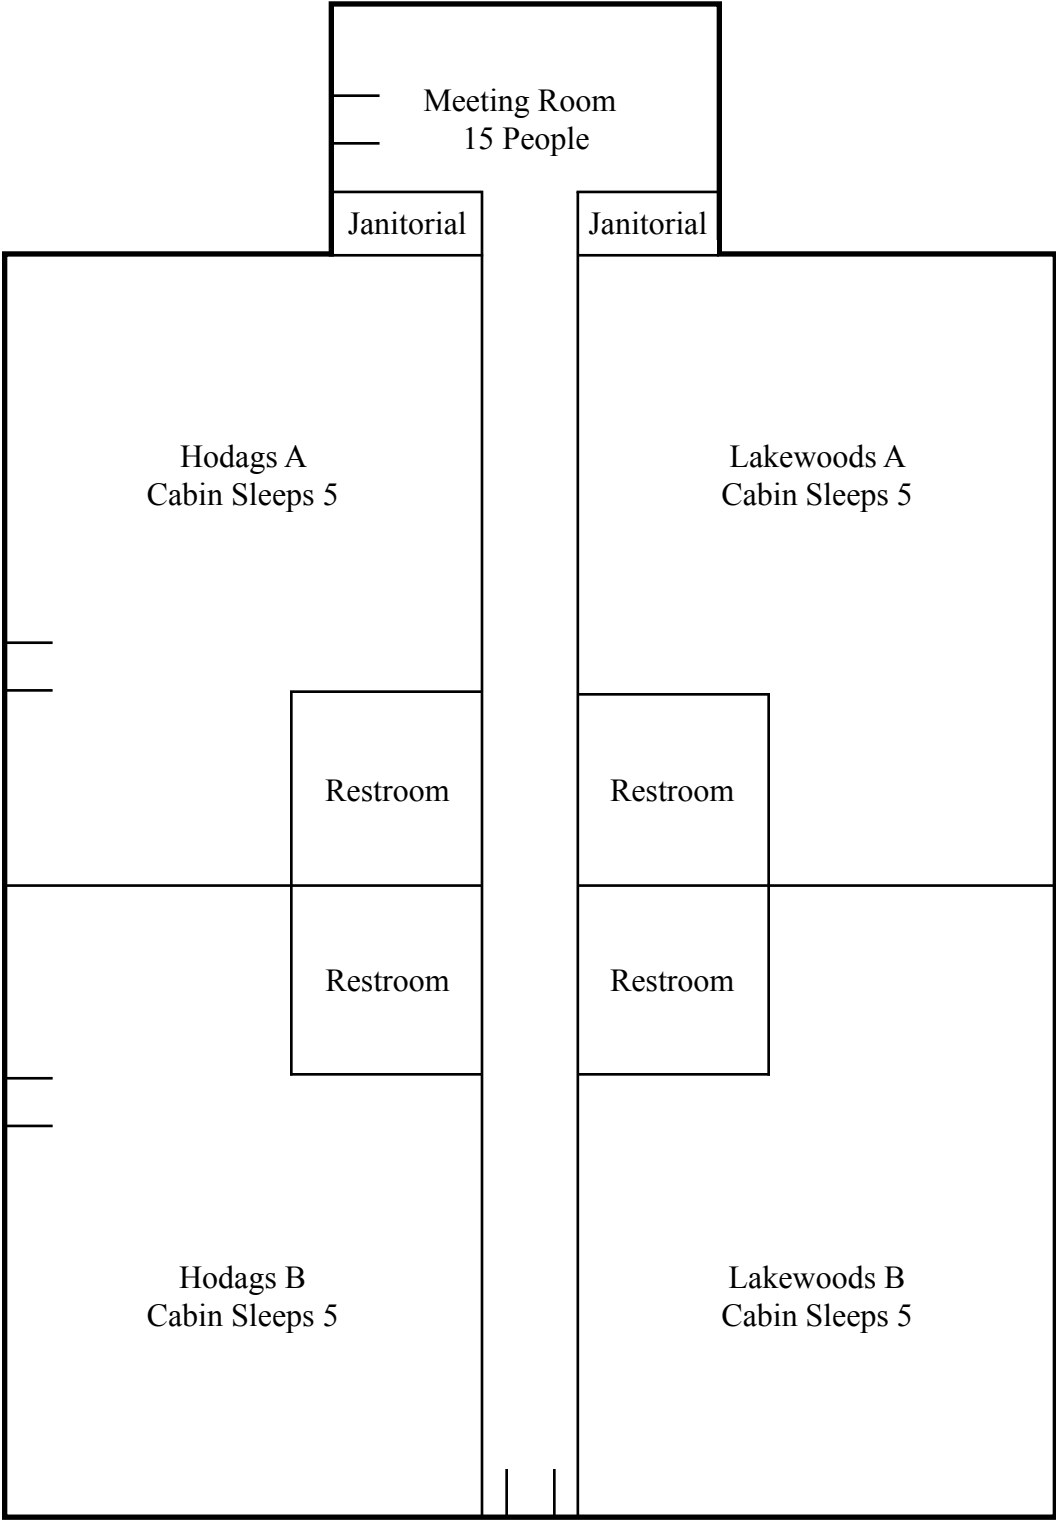 Meeting Room
15 People
Janitorial
Janitorial
Hodags A
Cabin Sleeps 5
Lakewoods A
Cabin Sleeps 5
Restroom
Restroom
Restroom
Restroom
Hodags B
Cabin Sleeps 5
Lakewoods B
Cabin Sleeps 5